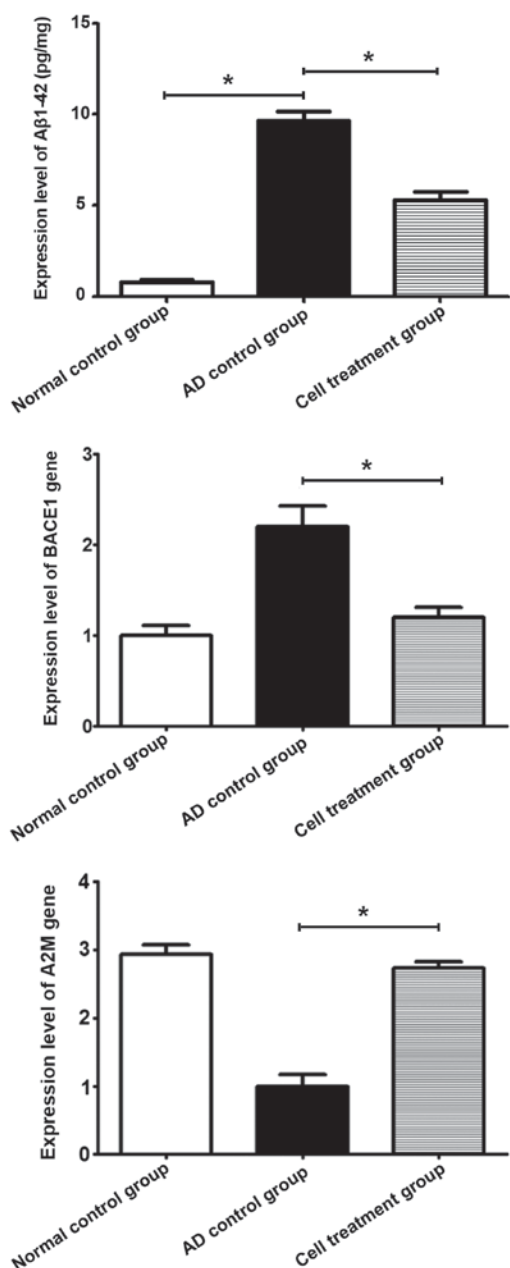 Expression level of Aβ1-42 (pg/mg)
15
10
5
0
*
*
Normal control group
AD control group
Cell treatment group
Expression level of BACE1 gene
3
2
1
0
*
Normal control group
AD control group
Cell treatment group
Expression level of A2M gene
4
3
2
1
0
*
Normal control group
AD control group
Cell treatment group